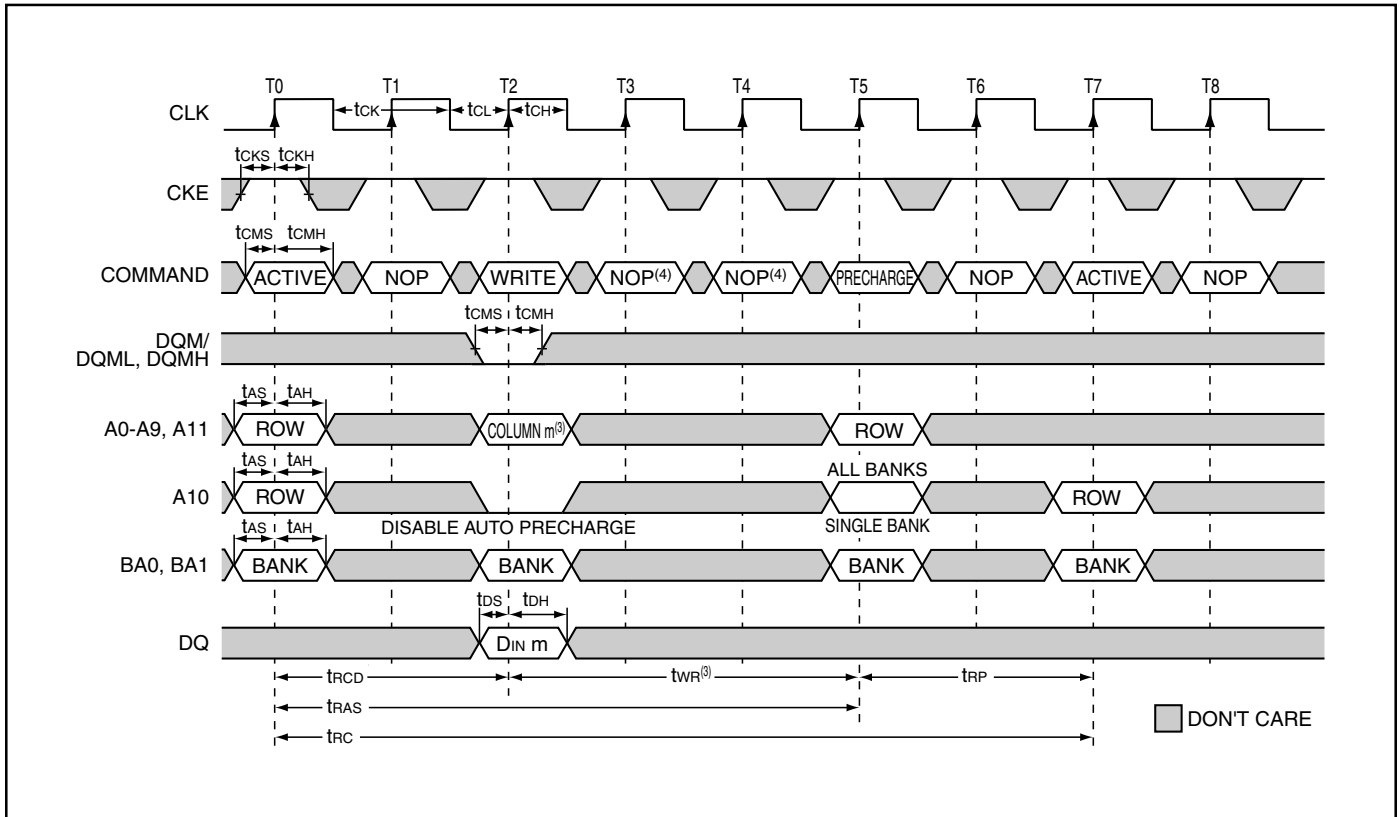 T0 T1 T2 T3 T4 T5 T6 T7 T8
CLK tCK tCL tCH
tCKS tCKH
CKE
tCMS tCMH
COMMAND ACTIVE NOP WRITE NOP(4) NOP(4) PRECHARGE NOP ACTIVE NOP
tCMS tCMH
DQM/
DQML, DQMH
tAS tAH
A0-A9, A11 ROW COLUMN m(3) ROW
tAS tAH ALL BANKS
A10 ROW ROW
tAS tAH DISABLE AUTO PRECHARGE SINGLE BANK
BA0, BA1 BANK BANK BANK BANK
tDS tDH
DQ DIN m
tRCD tWR(3) tRP
tRAS
DON'T CARE
tRC